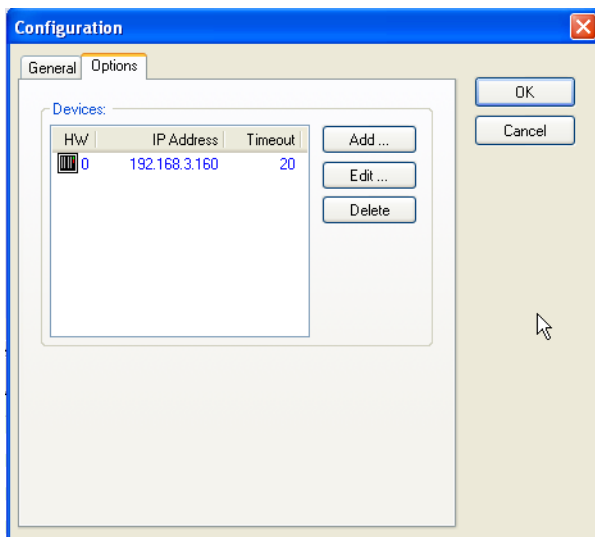 Configuration
General Options
OK
Cancel
Devices:
HW IP Address Timeout
0 192.168.3.160 20
Add ...
Edit ...
Delete